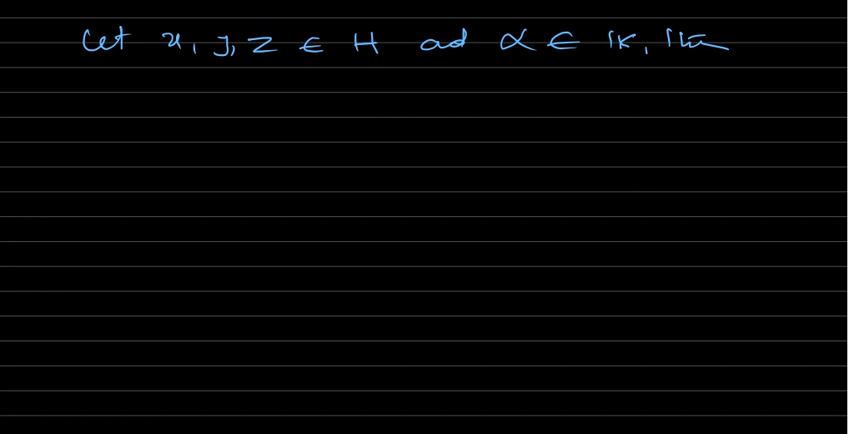 Let x, y, z ∈ H and α ∈ K, then